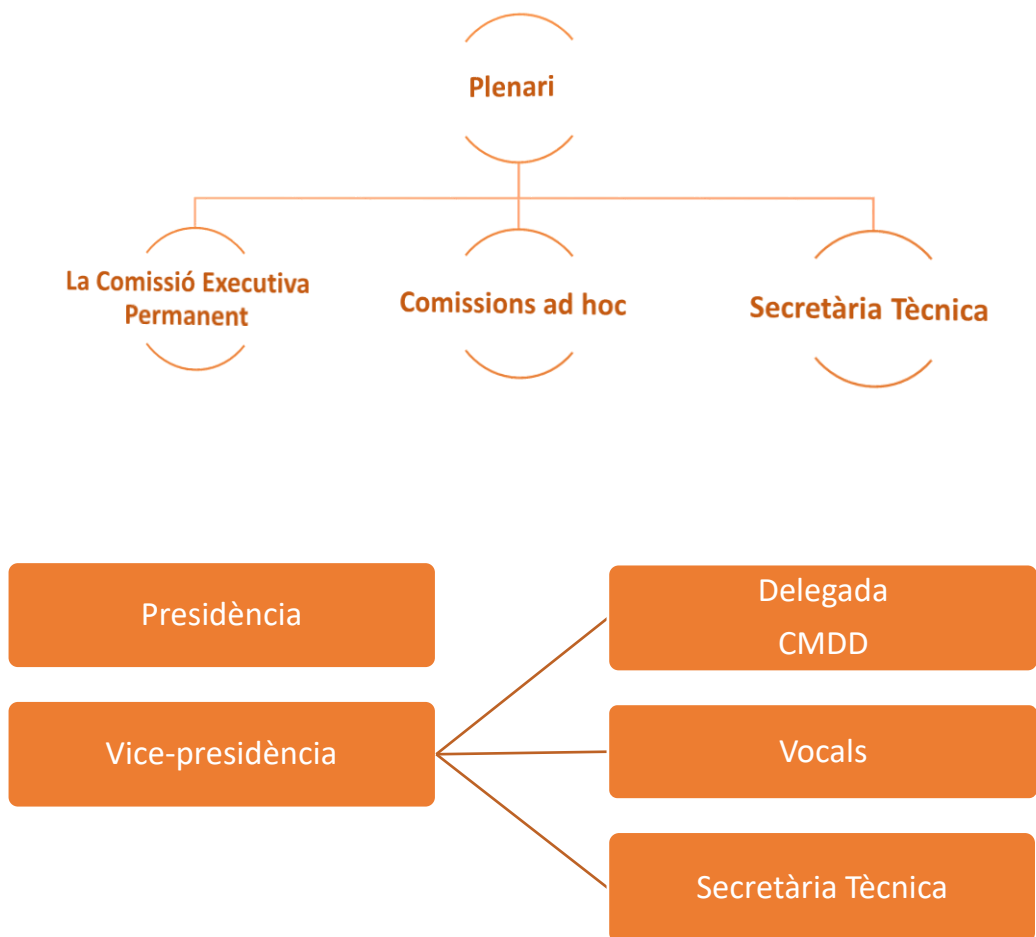 Plenari
La Comissió Executiva
Permanent
Comissions ad hoc
Secretària Tècnica
Presidència
Delegada
CMDD
Vice-presidència
Vocals
Secretària Tècnica